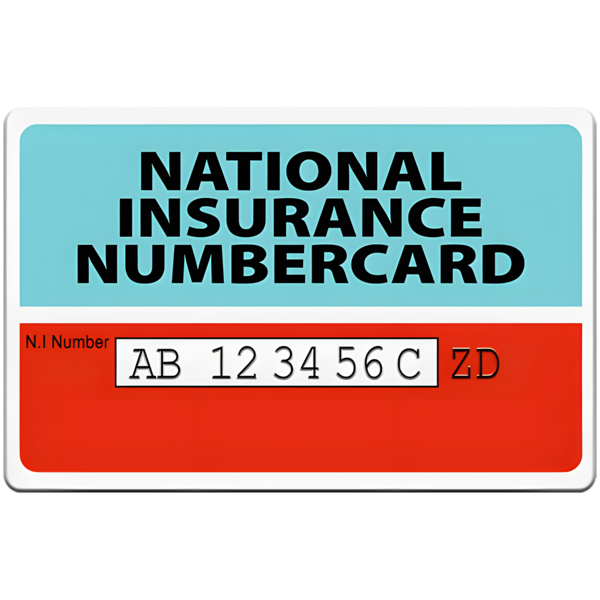 NATIONAL
INSURANCE
NUMBERCARD
N.I Number AB 12 34 56 C ZD